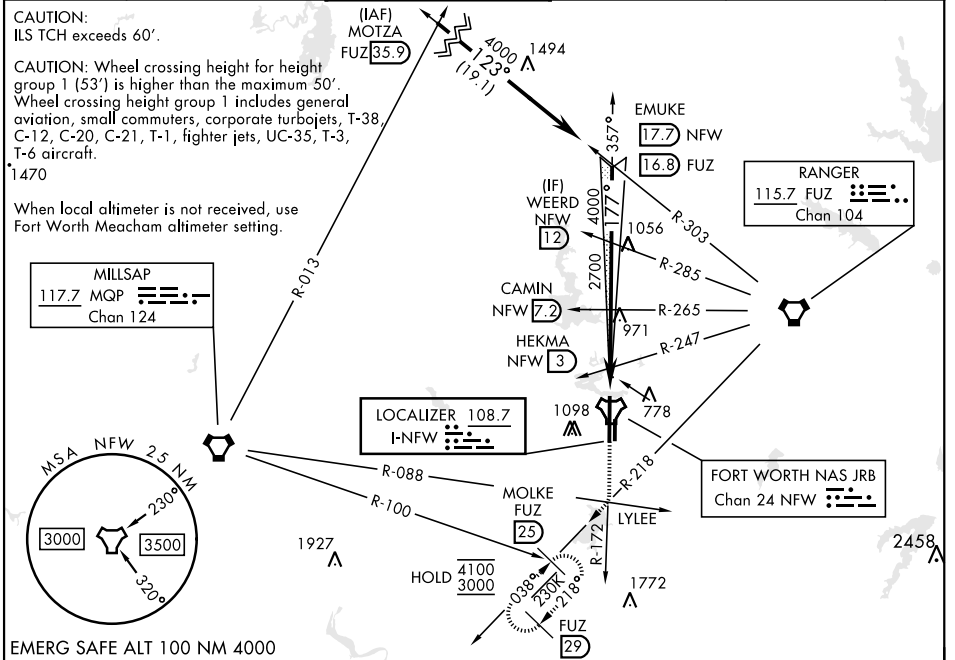 CAUTION:
ILS TCH exceeds 60'.
CAUTION: Wheel crossing height for height
group 1 (53') is higher than the maximum 50'.
Wheel crossing height group 1 includes general
aviation, small commuters, corporate turbojets, T-38,
C-12, C-20, C-21, T-1, fighter jets, UC-35, T-3,
T-6 aircraft.
1470
When local altimeter is not received, use
Fort Worth Meacham altimeter setting.
(IAF)
MOTZA
FUZ 35.9
4000
123°
(19.1)
1494
EMUKE
17.7 NFW
16.8 FUZ
357°
177°
4000
2700
(IF)
WEERD
NFW
12
1056
R-303
R-285
RANGER
115.7 FUZ
Chan 104
R-013
MILLSAP
117.7 MQP
Chan 124
CAMIN
NFW 7.2
R-265
971
HEKMA
NFW 3
R-247
778
LOCALIZER 108.7
I-NFW
1098
R-218
FORT WORTH NAS JRB
Chan 24 NFW
R-088
R-100
MOLKE
FUZ
25
LYLEE
R-172
MSA NFW 25 NM
230°
3000
3500
320°
1927
HOLD 4100
3000
038°
230K
218°
1772
2458
FUZ
29
EMERG SAFE ALT 100 NM 4000